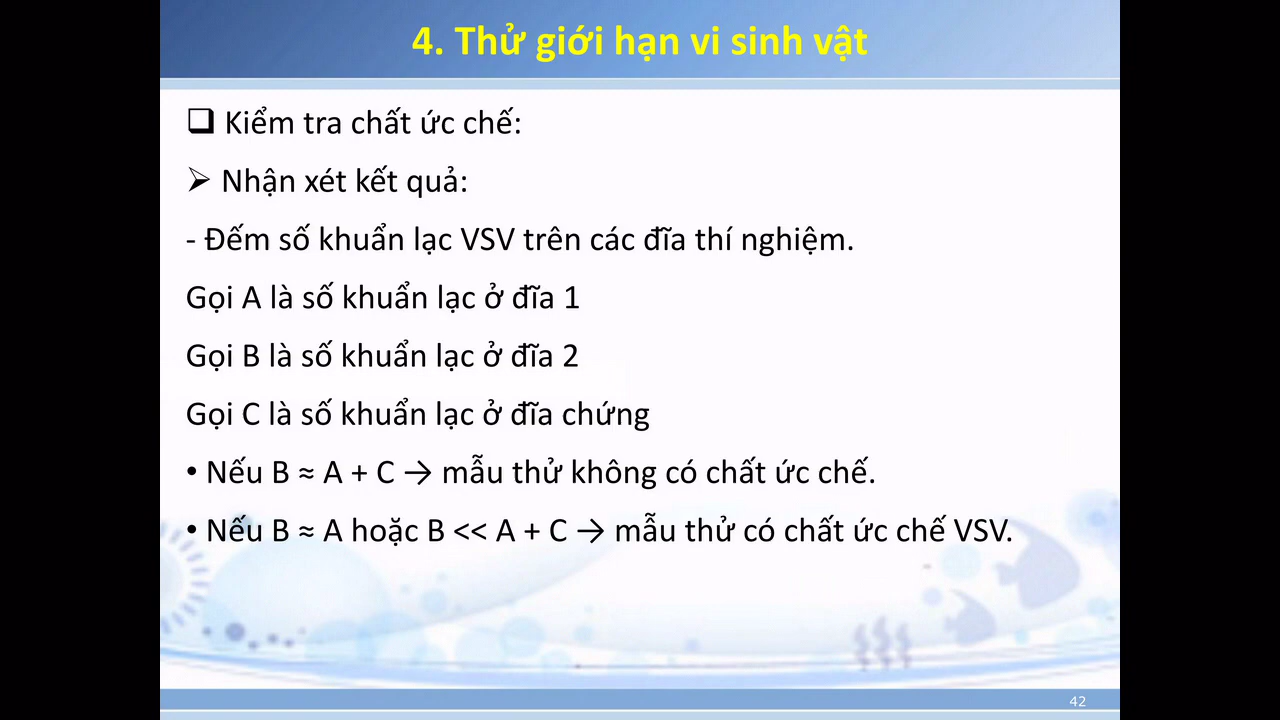 4. Thử giới hạn vi sinh vật
❑ Kiểm tra chất ức chế:
➢ Nhận xét kết quả:
- Đếm số khuẩn lạc VSV trên các đĩa thí nghiệm.
Gọi A là số khuẩn lạc ở đĩa 1
Gọi B là số khuẩn lạc ở đĩa 2
Gọi C là số khuẩn lạc ở đĩa chứng
• Nếu B ≈ A + C → mẫu thử không có chất ức chế.
• Nếu B ≈ A hoặc B << A + C → mẫu thử có chất ức chế VSV.
42